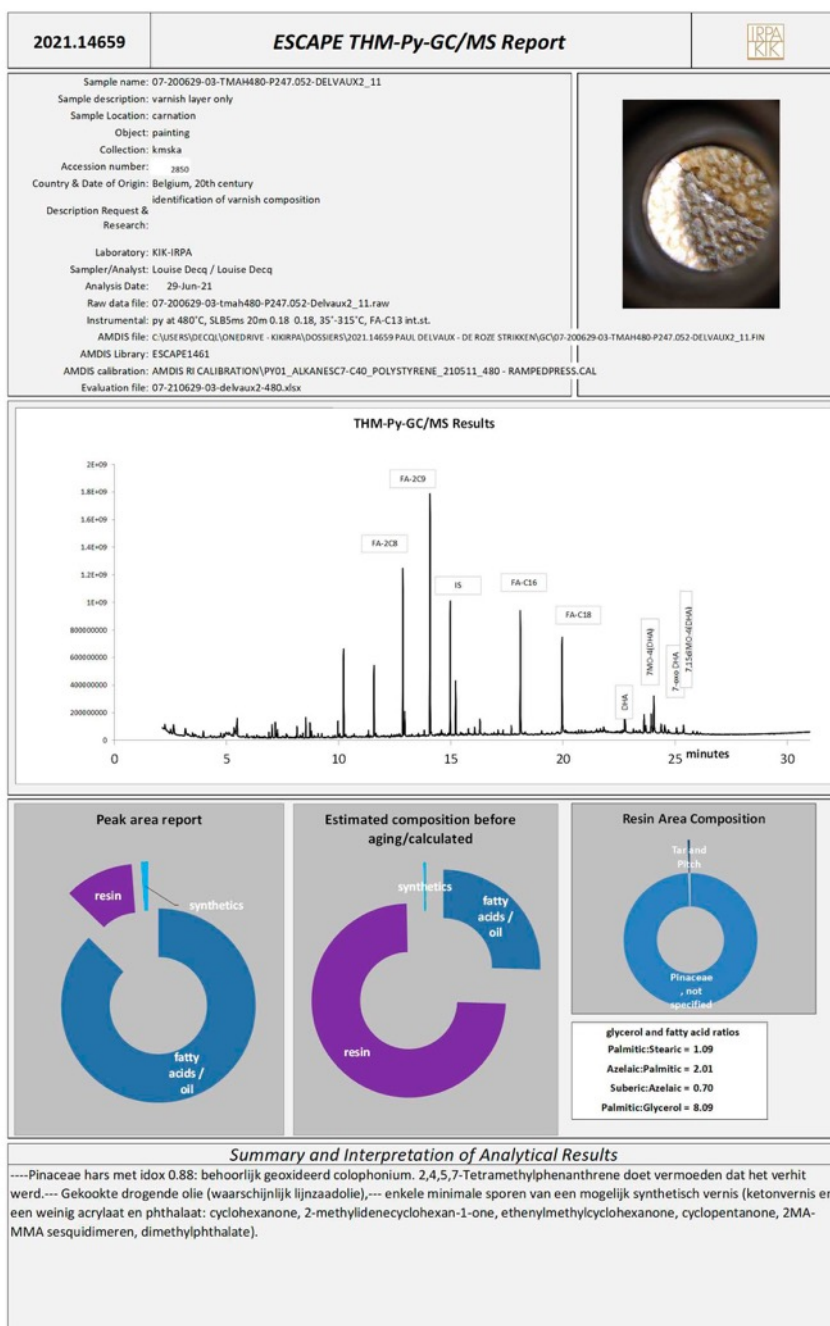 2021.14659
ESCAPE THM-Py-GC/MS Report
IRPA
KIK
Sample name: 07-200629-03-TMAH480-P247.052-DELVAUX2_11
Sample description: varnish layer only
Sample Location: carnation
Object: painting
Collection: kmska
Accession number: 2850
Country & Date of Origin: Belgium, 20th century
Description Request & Research: identification of varnish composition
Laboratory: KIK-IRPA
Sampler/Analyst: Louise Decq / Louise Decq
Analysis Date: 29-Jun-21
Raw data file: 07-200629-03-tmah480-P247.052-Delvaux2_11.raw
Instrumental: py at 480°C, SLB5ms 20m 0.18 0.18, 35°-315°C, FA-C13 int.st.
AMDIS file: C:\USERS\DECQL\ONEDRIVE - KIKIRPA\DOSSIERS\2021.14659 PAUL DELVAUX - DE ROZE STRIKKEN\GC\07-200629-03-TMAH480-P247.052-DELVAUX2_11.FIN
AMDIS Library: ESCAPE1461
AMDIS calibration: AMDIS RI CALIBRATION\PY01_ALKANESC7-C40_POLYSTYRENE_210511_480 - RAMPEDPRESS.CAL
Evaluation file: 07-210629-03-delvaux2-480.xlsx
THM-Py-GC/MS Results
2E+09
1.8E+09
1.6E+09
1.4E+09
1.2E+09
1E+09
800000000
600000000
400000000
200000000
0
FA-2C8
FA-2C9
IS
FA-C16
FA-C18
DHA
7MO-4(DHA)
7-oxo DHA
7,15diMO-4(DHA)
0 5 10 15 20 25 minutes 30
Peak area report
resin
synthetics
fatty
acids /
oil
Estimated composition before
aging/calculated
synthetics
fatty
acids /
oil
resin
Resin Area Composition
Tar and
Pitch
Pinaceae
, not
specified
glycerol and fatty acid ratios
Palmitic:Stearic = 1.09
Azelaic:Palmitic = 2.01
Suberic:Azelaic = 0.70
Palmitic:Glycerol = 8.09
Summary and Interpretation of Analytical Results
----Pinaceae hars met idox 0.88: behoorlijk geoxideerd colophonium. 2,4,5,7-Tetramethylphenanthrene doet vermoeden dat het verhit
werd.--- Gekookte drogende olie (waarschijnlijk lijnzaadolie),--- enkele minimale sporen van een mogelijk synthetisch vernis (ketonvernis en
een weinig acrylaat en phthalaat: cyclohexanone, 2-methylidenecyclohexan-1-one, ethenylmethylcyclohexanone, cyclopentanone, 2MA-
MMA sesquidimeren, dimethylphthalate).